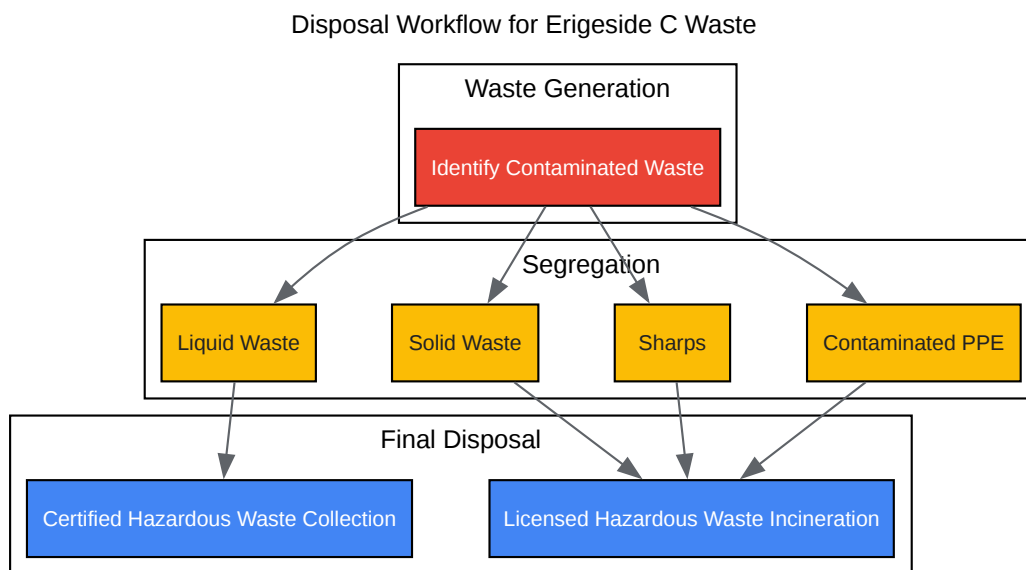 Disposal Workflow for Erigeside C Waste
Waste Generation
Identify Contaminated Waste
Segregation
Liquid Waste
Solid Waste
Sharps
Contaminated PPE
Final Disposal
Certified Hazardous Waste Collection
Licensed Hazardous Waste Incineration